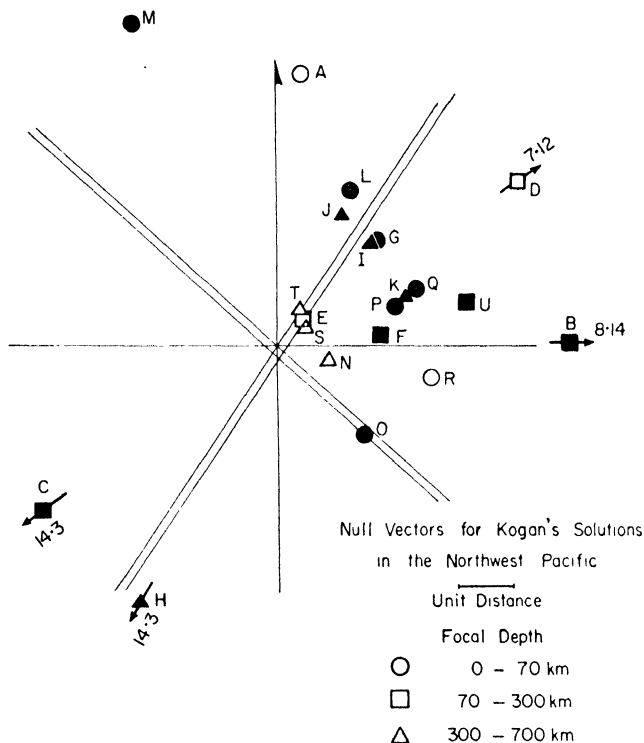 M
A
7·12
D
L
J
G
I
K
Q
P
U
T
E
S
F
B
8·14
N
R
O
C
14·3
H
14·3
Null Vectors for Kogan's Solutions
in the Northwest Pacific
Unit Distance
Focal Depth
0 – 70 km
70 – 300 km
300 – 700 km